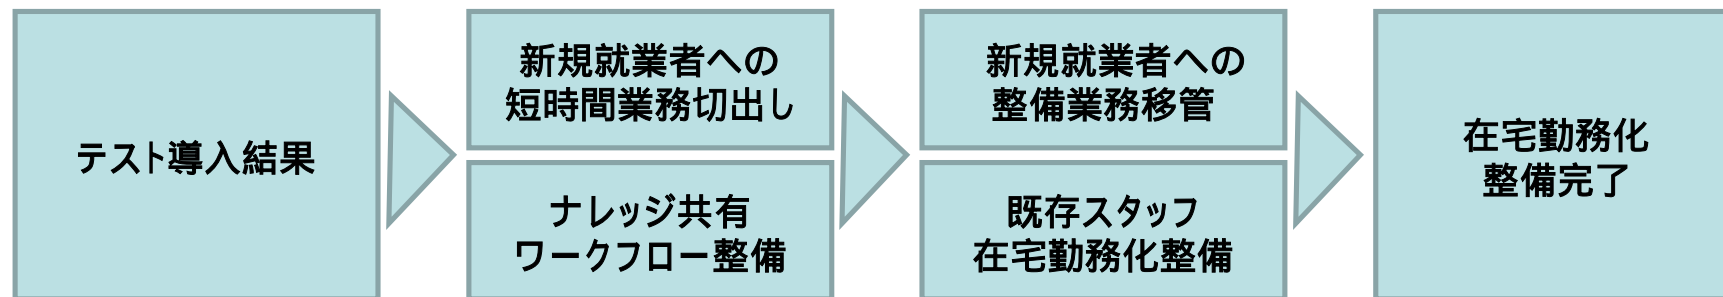 テスト導入結果
新規就業者への
短時間業務切出し
ナレッジ共有
ワークフロー整備
新規就業者への
整備業務移管
既存スタッフ
在宅勤務化整備
在宅勤務化
整備完了